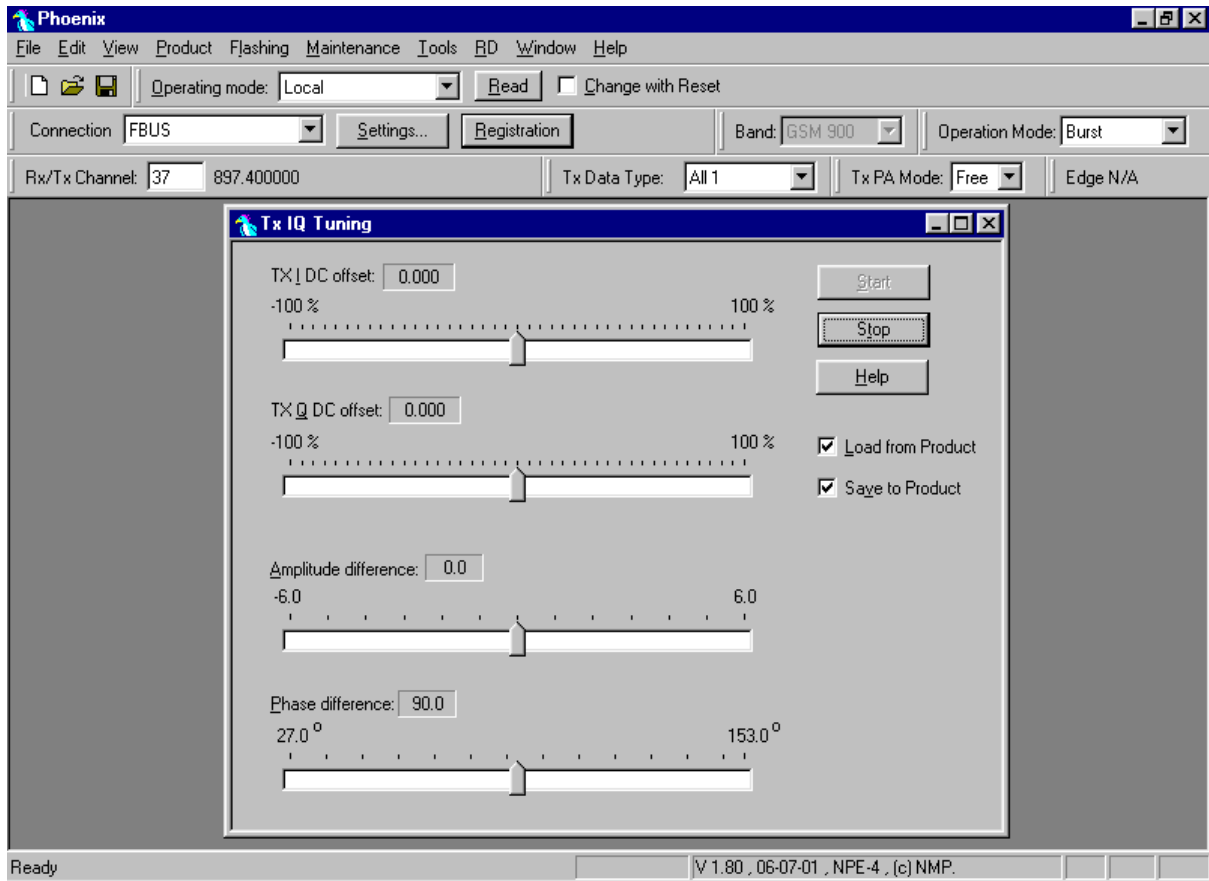 Phoenix
File Edit View Product Flashing Maintenance Tools RD Window Help
Operating mode: Local Read Change with Reset
Connection FBUS Settings... Registration Band: GSM 900 Operation Mode: Burst
Rx/Tx Channel: 37 897.400000 Tx Data Type: All 1 Tx PA Mode: Free Edge N/A
Tx IQ Tuning
TX I DC offset: 0.000
-100 % 100 %
Start
Stop
Help
TX Q DC offset: 0.000
-100 % 100 %
Load from Product
Save to Product
Amplitude difference: 0.0
-6.0 6.0
Phase difference: 90.0
27.0 o 153.0 o
Ready V 1.80 , 06-07-01 , NPE-4 , (c) NMP.